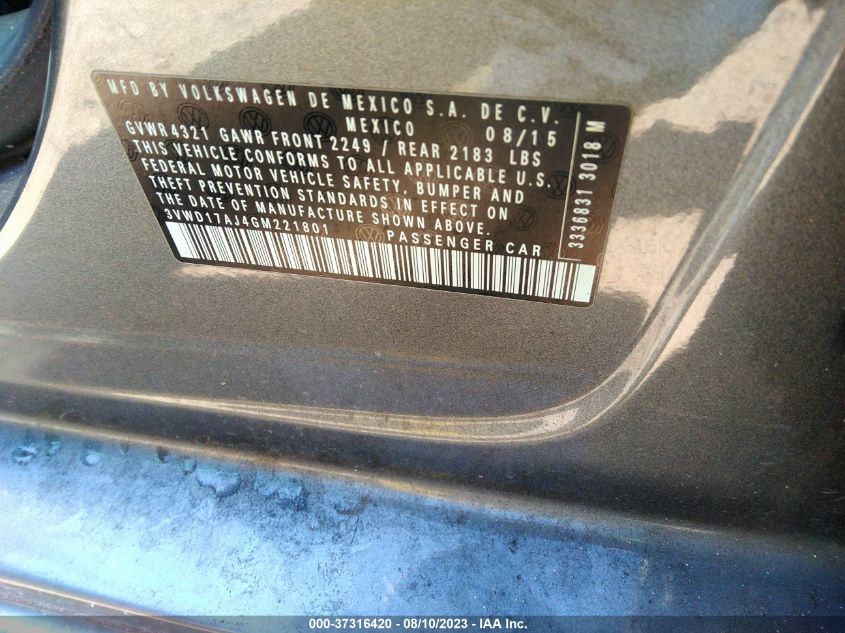 MFD BY VOLKSWAGEN DE MEXICO S.A. DE C.V.
MEXICO 08/15
GVWR 4321 GAWR FRONT 2249 / REAR 2183 LBS
THIS VEHICLE CONFORMS TO ALL APPLICABLE U.S.
FEDERAL MOTOR VEHICLE SAFETY, BUMPER AND
THEFT PREVENTION STANDARDS IN EFFECT ON
THE DATE OF MANUFACTURE SHOWN ABOVE.
3VWD17AJ4GM221801 PASSENGER CAR
3336831 3018 M
000-37316420 - 08/10/2023 - © IAA Inc.